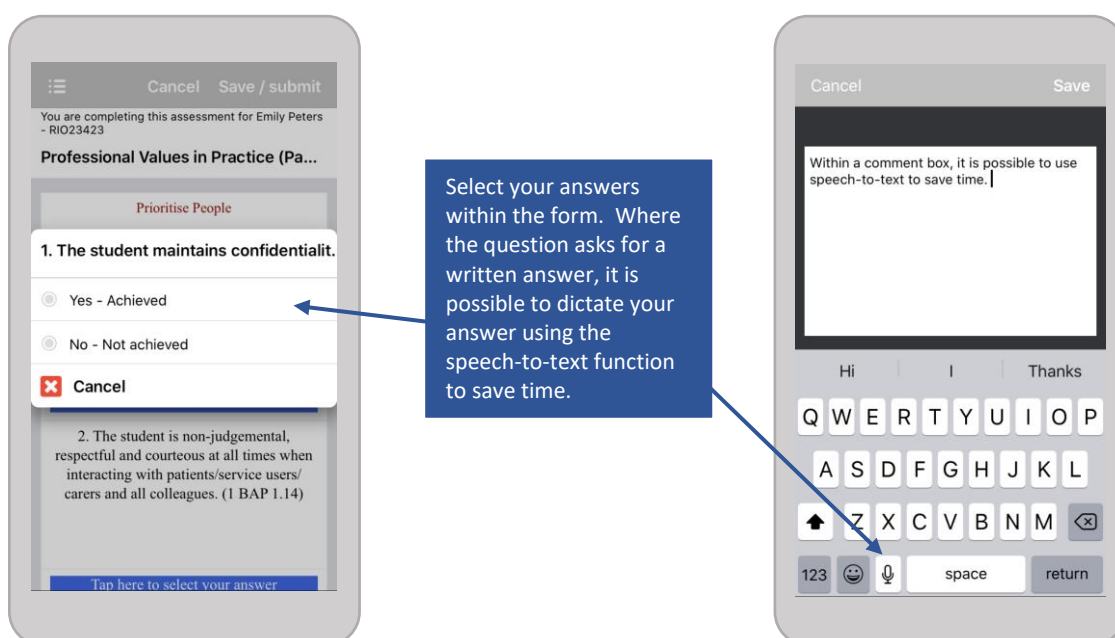 Cancel Save / submit
You are completing this assessment for Emily Peters
- RIO23423
Professional Values in Practice (Pa...
Prioritise People
1. The student maintains confidentialit.
Yes - Achieved
No - Not achieved
Cancel
2. The student is non-judgemental,
respectful and courteous at all times when
interacting with patients/service users/
carers and all colleagues. (1 BAP 1.14)
Tap here to select your answer
Select your answers
within the form.  Where
the question asks for a
written answer, it is
possible to dictate your
answer using the
speech-to-text function
to save time.
Cancel Save
Within a comment box, it is possible to use
speech-to-text to save time.
Hi I Thanks
Q W E R T Y U I O P
A S D F G H J K L
Z X C V B N M
123 space return